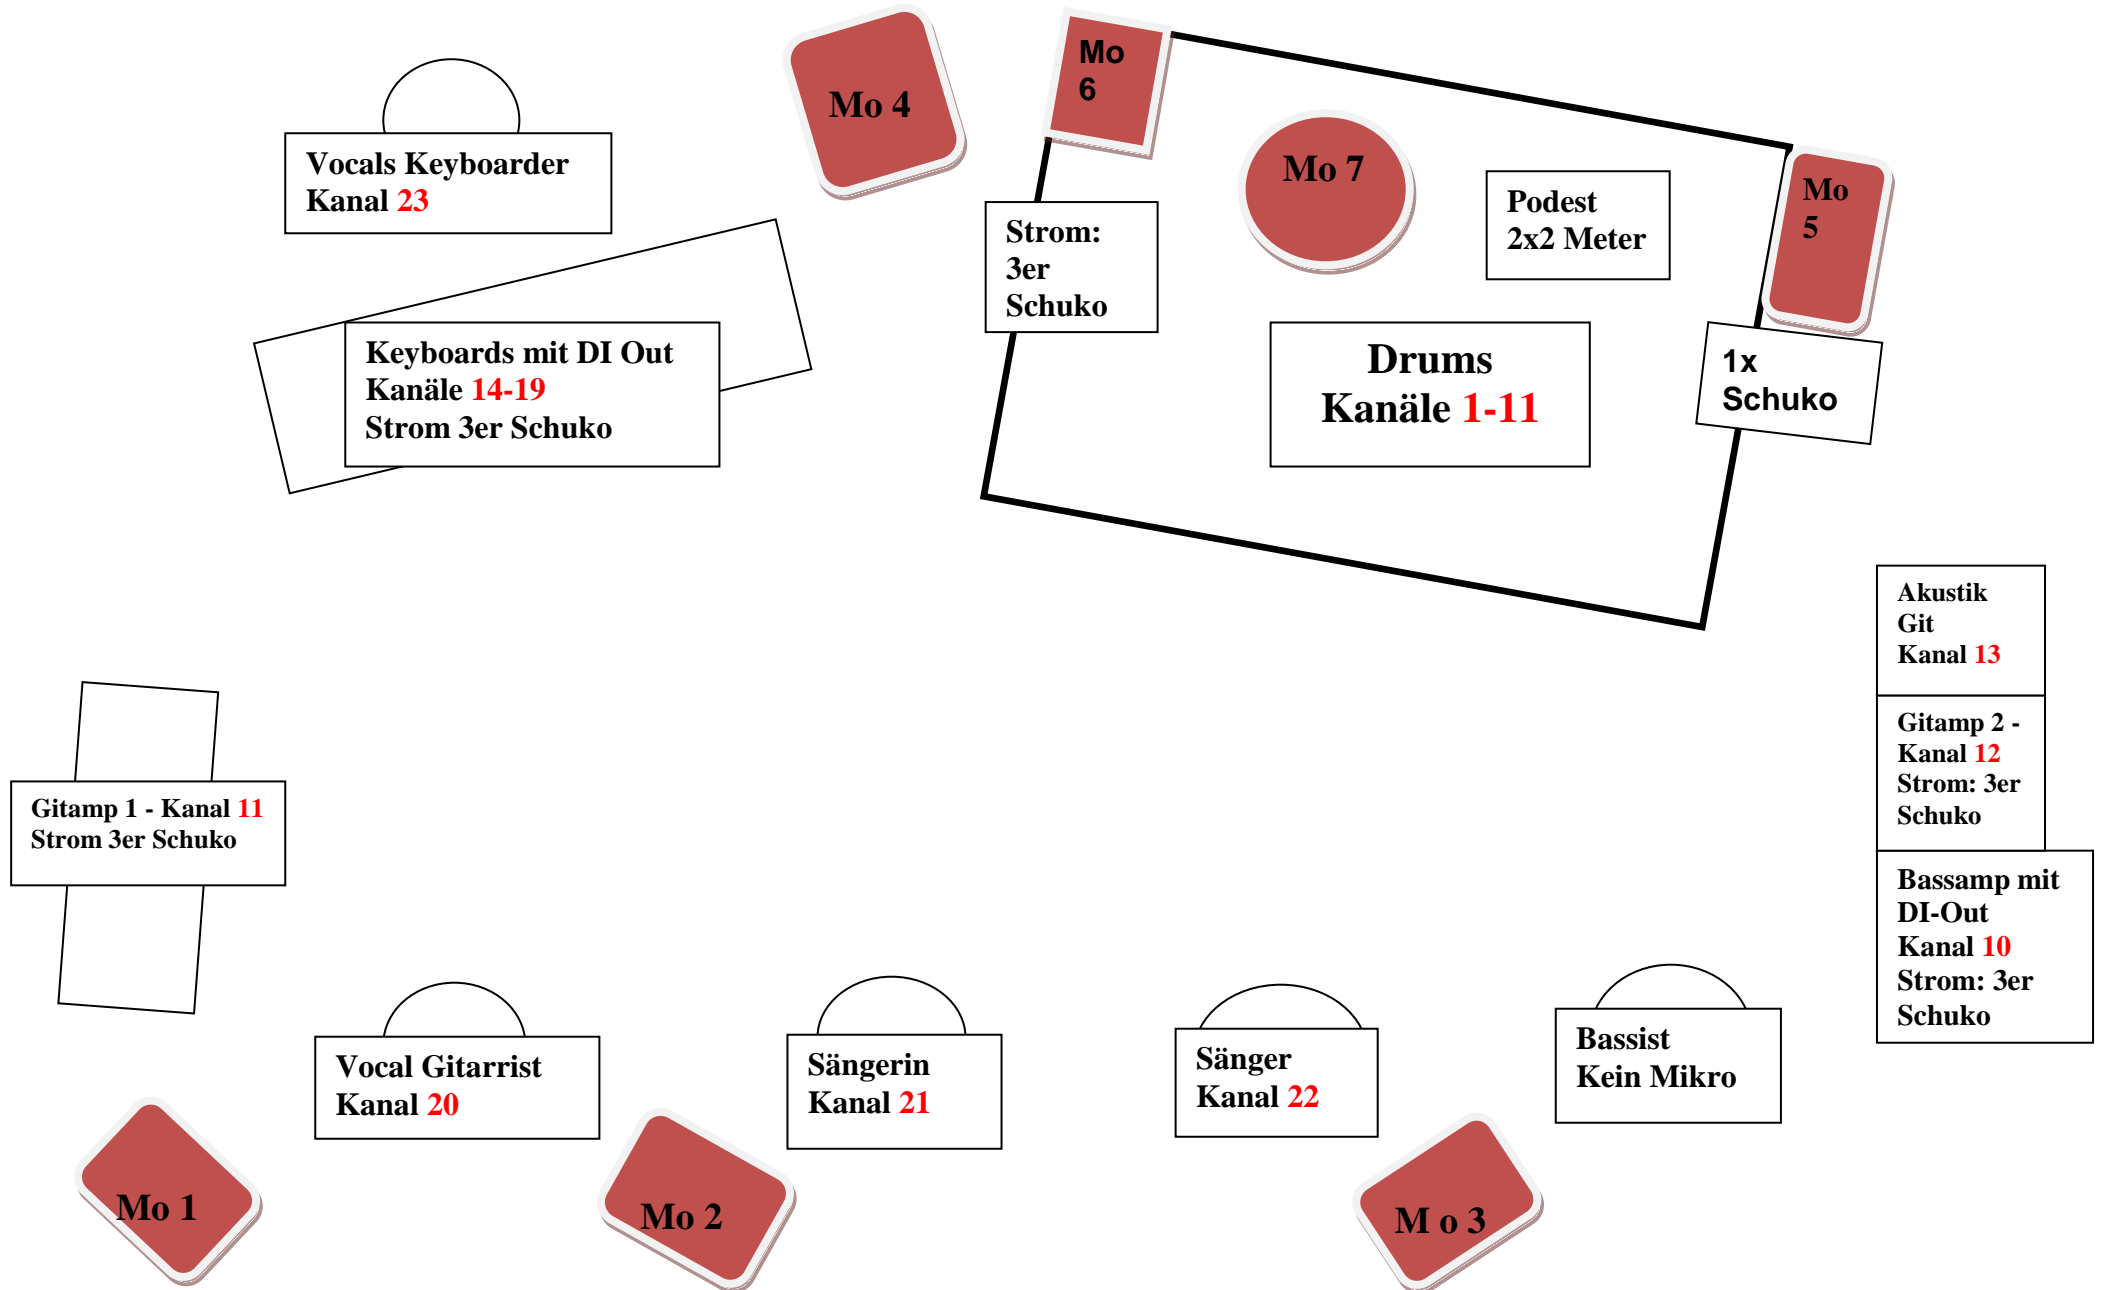 Mo
6
Mo 4
Vocals Keyboarder
Kanal 23
Mo 7
Podest
2x2 Meter
Mo
5
Strom:
3er
Schuko
Keyboards mit DI Out
Kanäle 14-19
Strom 3er Schuko
Drums
Kanäle 1-11
1x
Schuko
Akustik
Git
Kanal 13
Gitamp 2 -
Kanal 12
Strom: 3er
Schuko
Gitamp 1 - Kanal 11
Strom 3er Schuko
Bassamp mit
DI-Out
Kanal 10
Strom: 3er
Schuko
Vocal Gitarrist
Kanal 20
Sängerin
Kanal 21
Sänger
Kanal 22
Bassist
Kein Mikro
Mo 1
Mo 2
M o 3